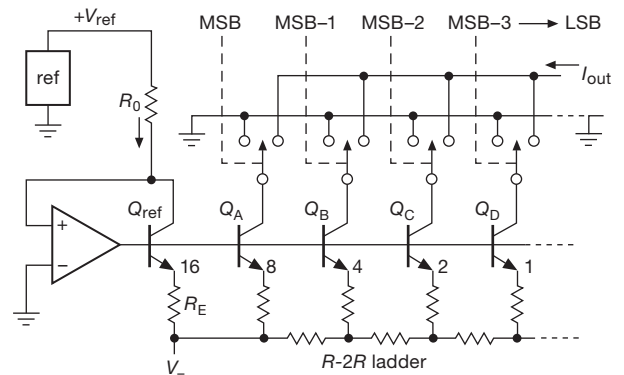 +Vref
MSB
MSB–1
MSB–2
MSB–3
LSB
ref
R0
Iout
Qref
QA
QB
QC
QD
+
−
16
8
4
2
1
RE
R-2R ladder
V−